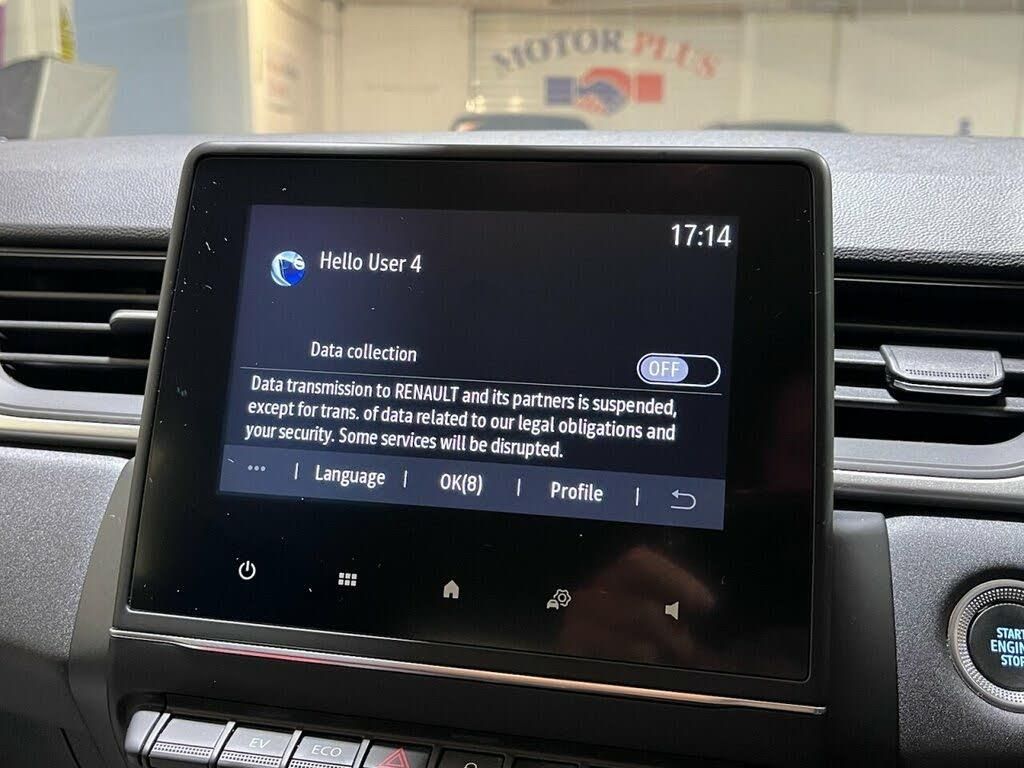 MOTOR PLUS
17:14
Hello User 4
Data collection
OFF
Data transmission to RENAULT and its partners is suspended,
except for trans. of data related to our legal obligations and
your security. Some services will be disrupted.
... | Language | OK(8) | Profile |
START
ENGINE
STOP
EV
ECO